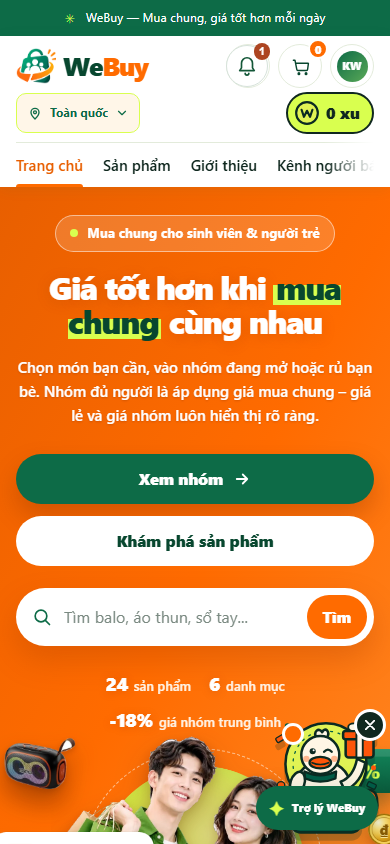 WeBuy — Mua chung, giá tốt hơn mỗi ngày
WeBuy
1
0
KW
Toàn quốc
0 xu
Trang chủ Sản phẩm Giới thiệu Kênh người
Mua chung cho sinh viên & người trẻ
Giá tốt hơn khi mua
chung cùng nhau
Chọn món bạn cần, vào nhóm đang mở hoặc rủ bạn
bè. Nhóm đủ người là áp dụng giá mua chung – giá
lẻ và giá nhóm luôn hiển thị rõ ràng.
Xem nhóm
Khám phá sản phẩm
Tìm balo, áo thun, sổ tay...
Tìm
24 sản phẩm 6 danh mục
-18% giá nhóm trung bình
%
đ
Trợ lý WeBuy